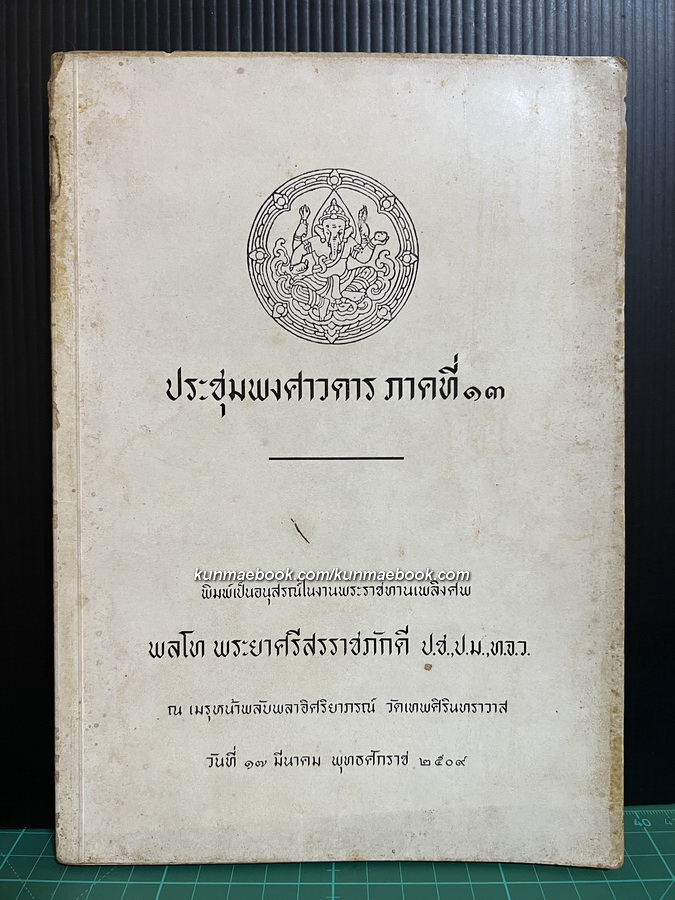 ประชุมพงศาวดาร ภาคที่ ๑๓
kunmaebook.com/kunmaebook.com
พิมพ์เป็นอนุสรณ์ในงานพระราชทานเพลิงศพ
พลโท พระยาศรีสรราชภักดี ป.ช.,ป.ม.,ท.จ.ว.
ณ เมรุหน้าพลับพลาอิศริยาภรณ์ วัดเทพศิรินทราวาส
วันที่ ๑๗ มีนาคม พุทธศักราช ๒๕๐๙
40